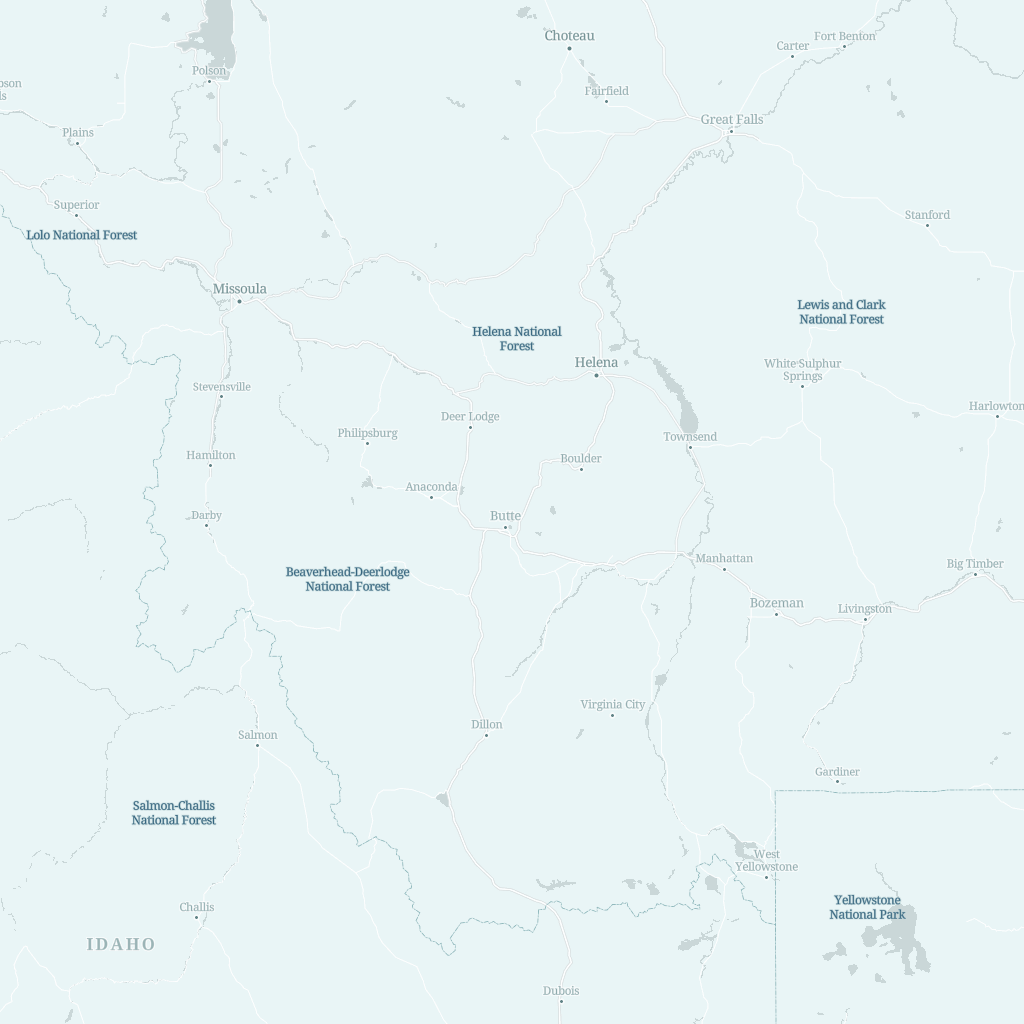 Choteau
Fort Benton
Carter
Polson
Fairfield
Great Falls
Plains
Superior
Stanford
Lolo National Forest
Missoula
Lewis and Clark
National Forest
Helena National
Forest
Helena
White Sulphur
Springs
Stevensville
Harlowton
Deer Lodge
Philipsburg
Townsend
Hamilton
Boulder
Anaconda
Darby
Butte
Manhattan
Big Timber
Beaverhead-Deerlodge
National Forest
Bozeman
Livingston
Virginia City
Dillon
Salmon
Gardiner
Salmon-Challis
National Forest
West
Yellowstone
Challis
Yellowstone
National Park
IDAHO
Dubois